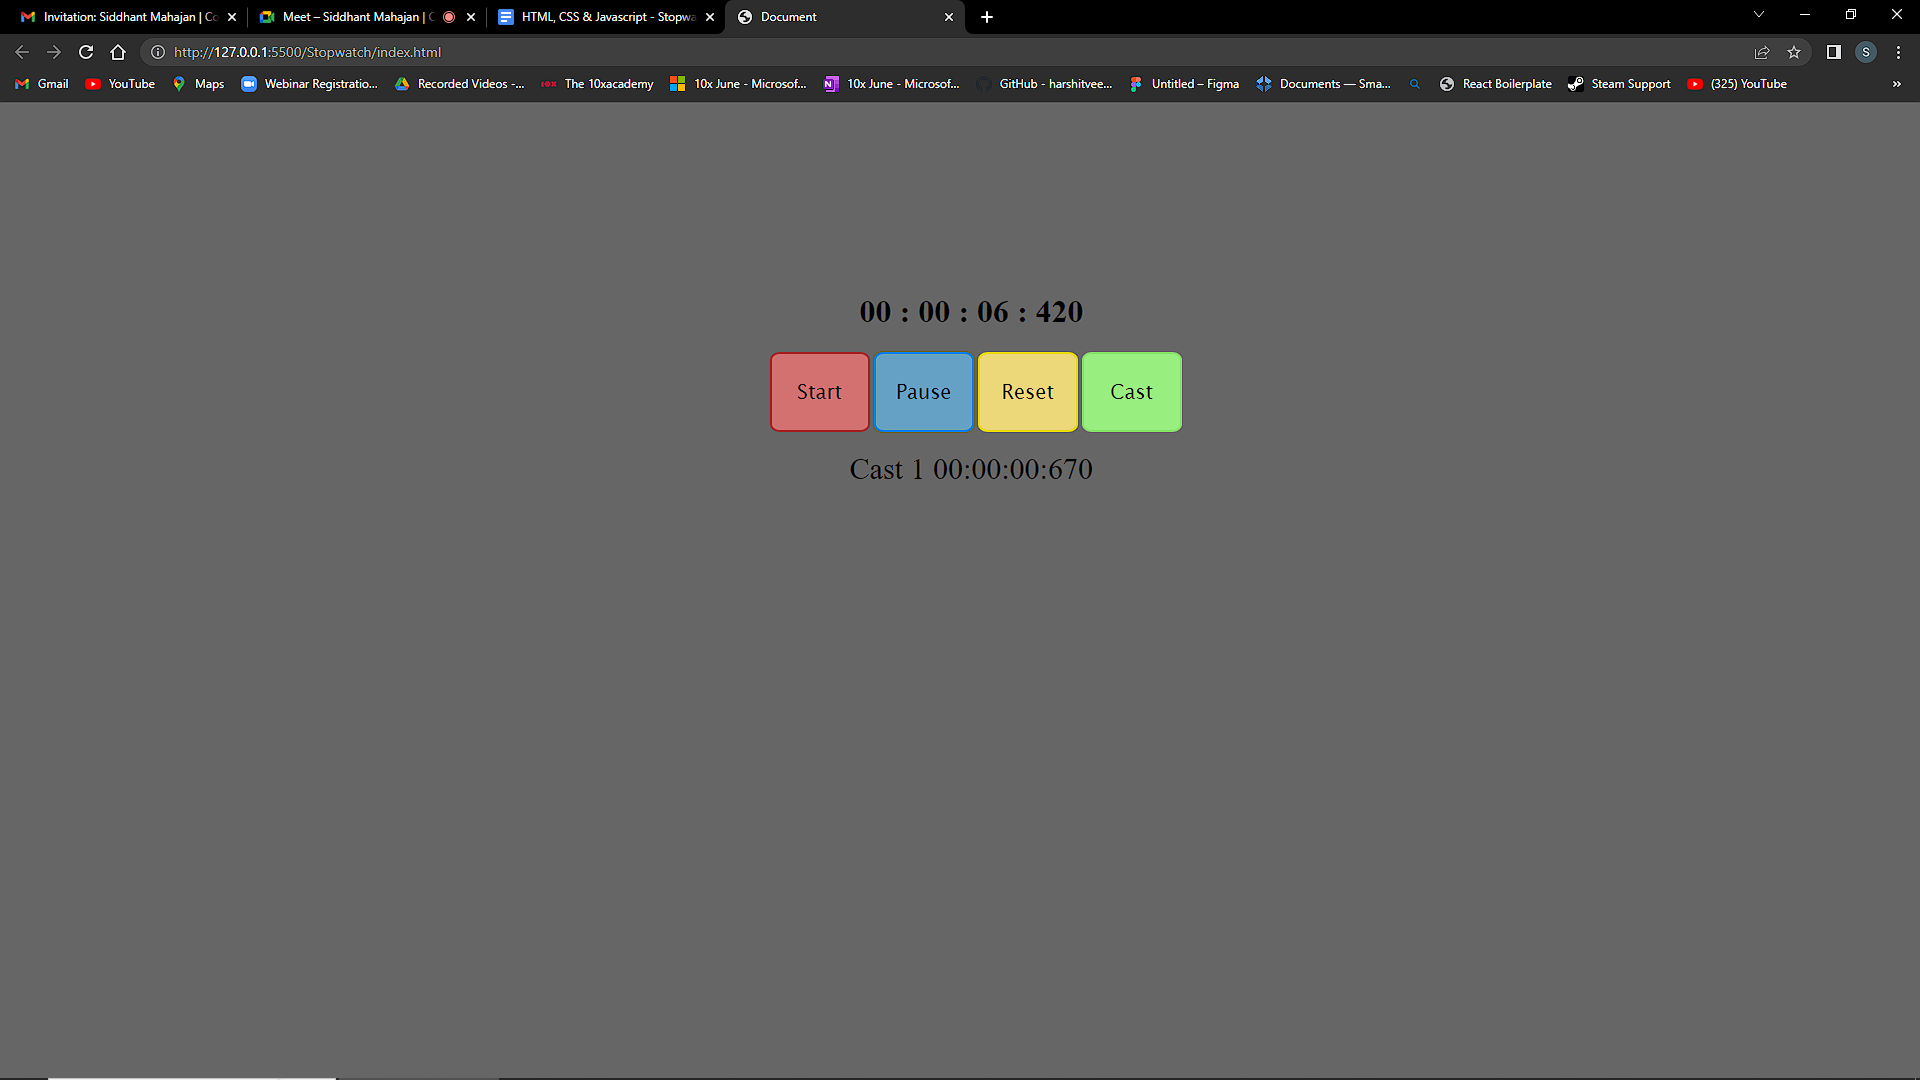 Invitation: Siddhant Mahajan | Co
Meet – Siddhant Mahajan | C
HTML, CSS & Javascript - Stopwa
Document
http://127.0.0.1:5500/Stopwatch/index.html
S
Gmail
YouTube
Maps
Webinar Registratio...
Recorded Videos -...
10X
The 10xacademy
10x June - Microsof...
N
10x June - Microsof...
GitHub - harshitvee...
Untitled – Figma
Documents — Sma...
React Boilerplate
Steam Support
(325) YouTube
00 : 00 : 06 : 420
Start
Pause
Reset
Cast
Cast 1 00:00:00:670